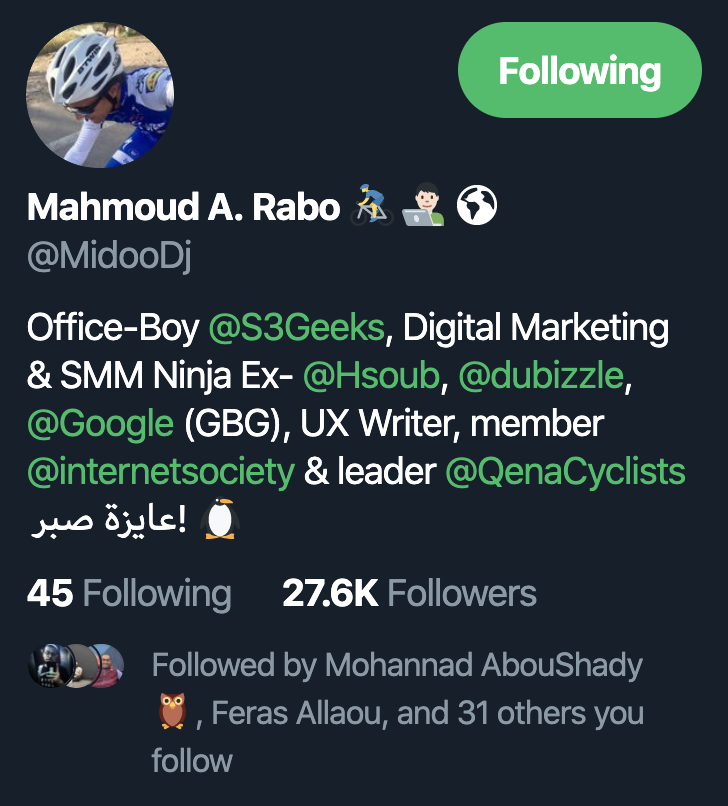 Following
Mahmoud A. Rabo 🚴‍♂️ 👨🏻‍💻 🌍
@MidooDj
Office-Boy @S3Geeks, Digital Marketing
& SMM Ninja Ex- @Hsoub, @dubizzle,
@Google (GBG), UX Writer, member
@internetsociety & leader @QenaCyclists
عايزة صبر! 🐧
45 Following 27.6K Followers
Followed by Mohannad AbouShady
🦉, Feras Allaou, and 31 others you
follow